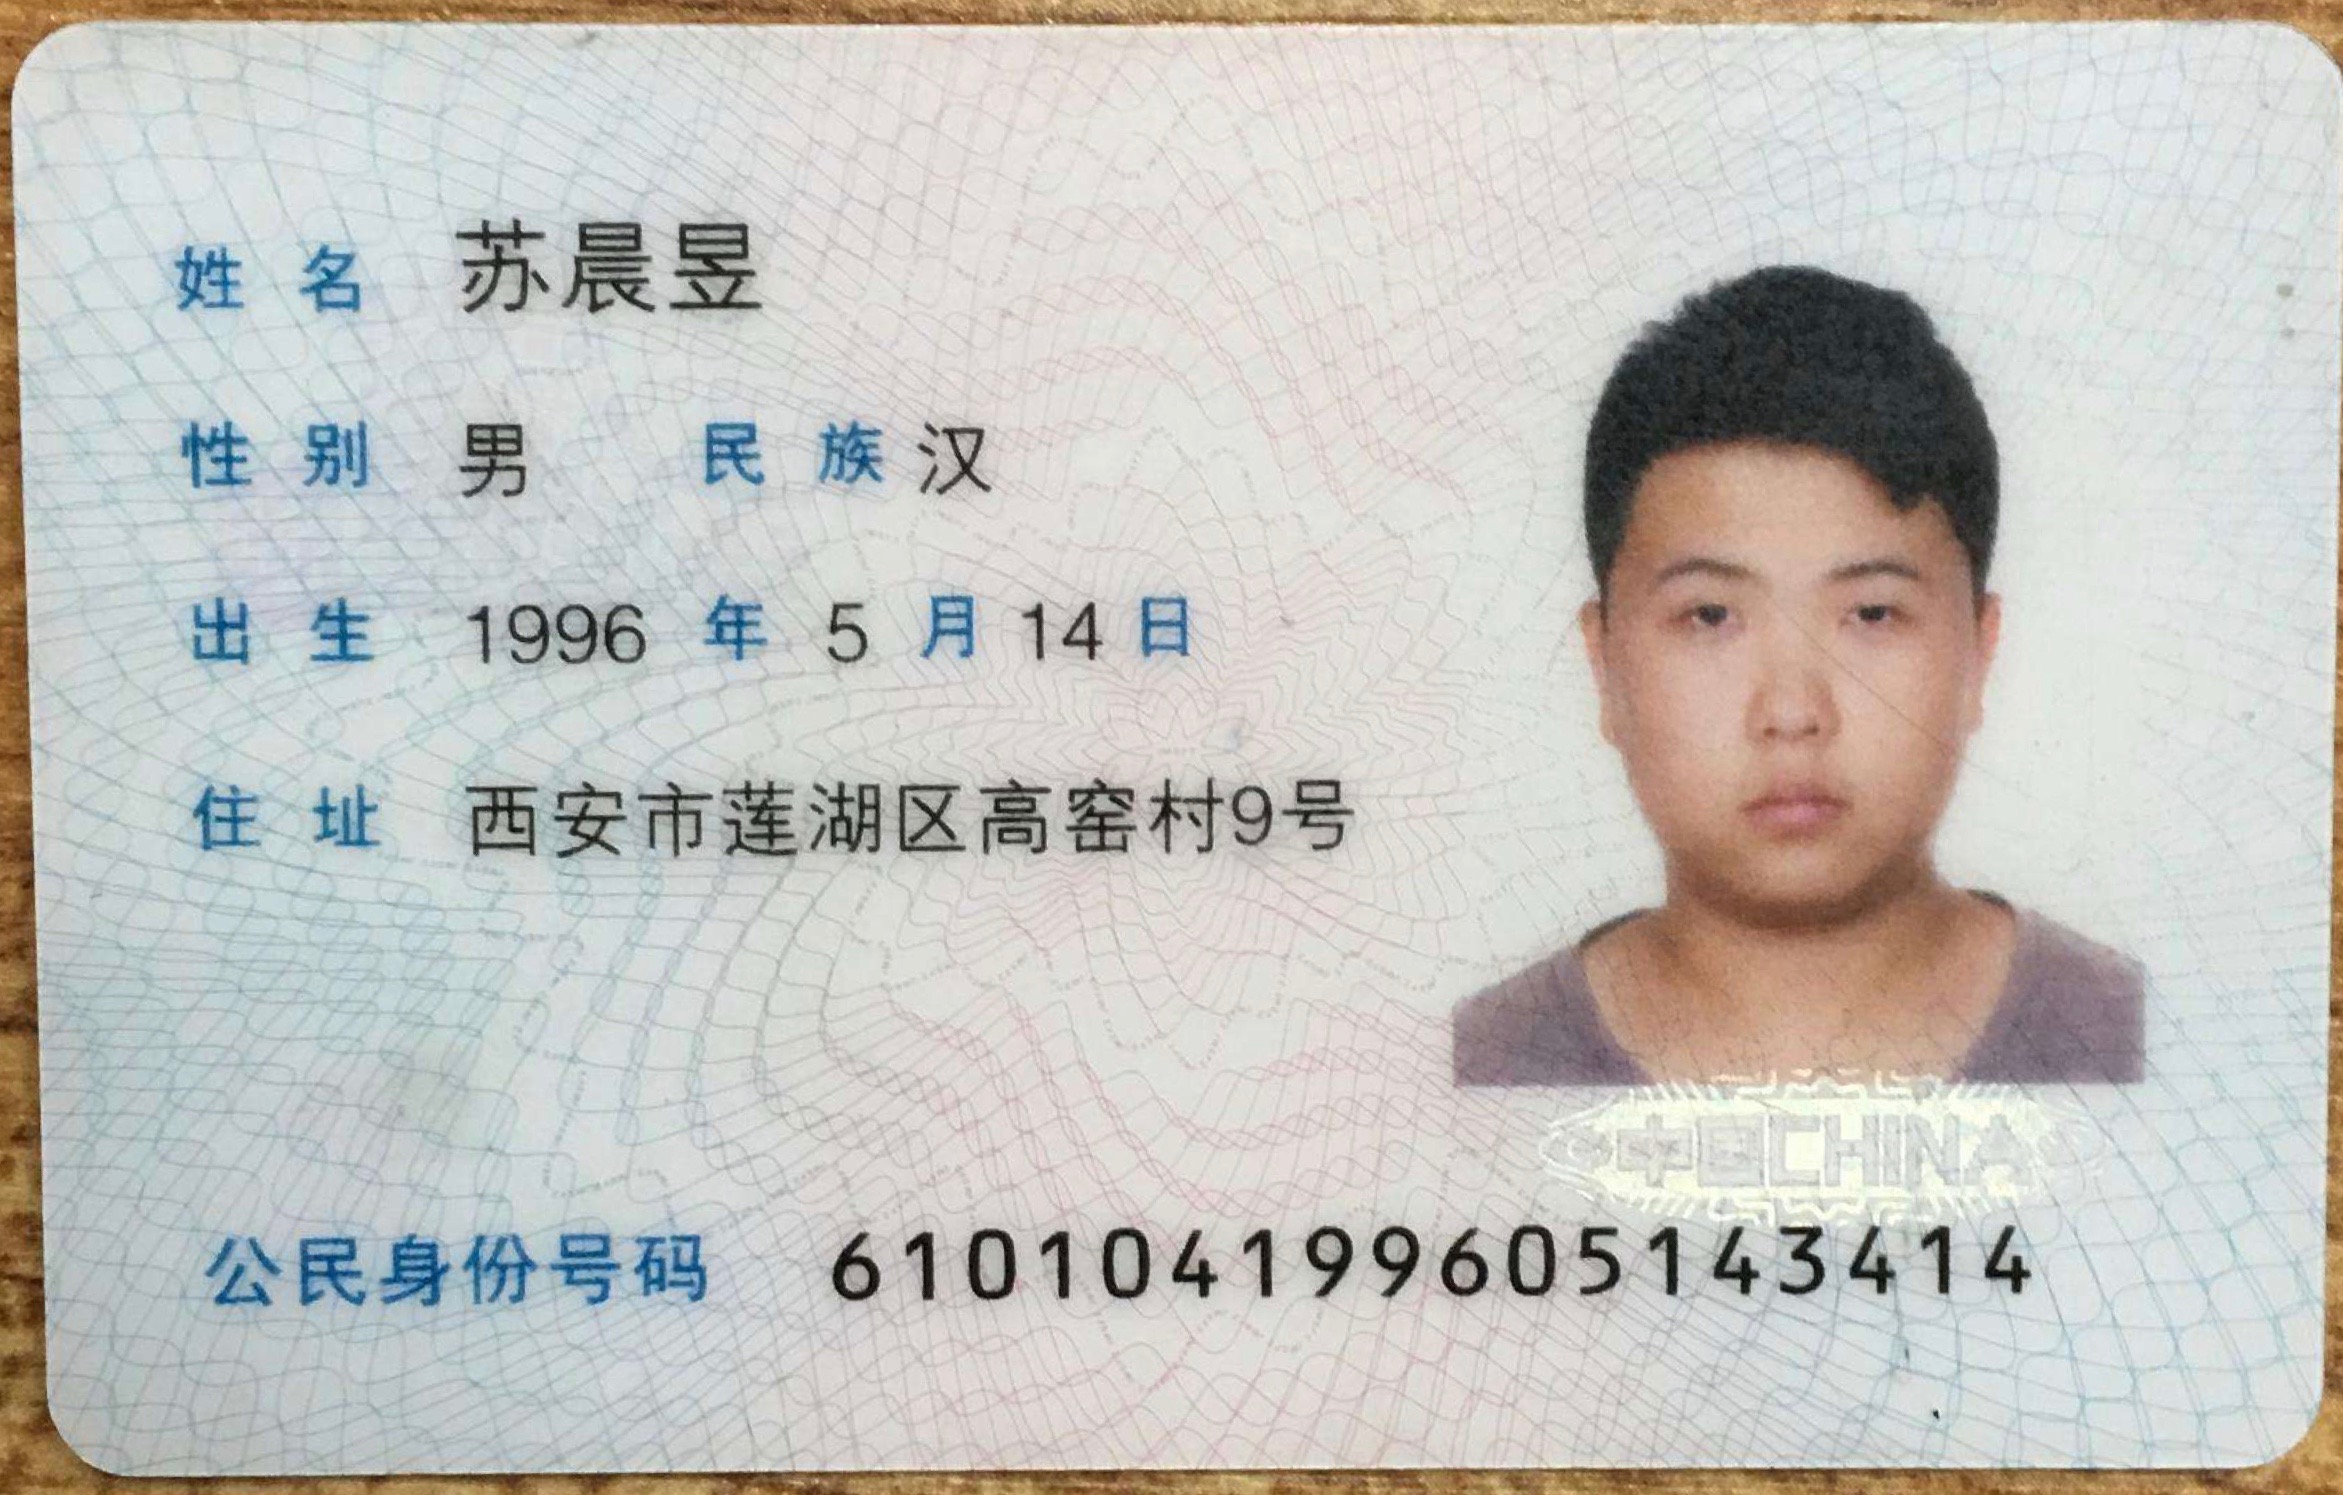 姓名 苏晨昱
性别 男 民族 汉
出生 1996 年 5 月 14 日
住址 西安市莲湖区高窑村9号
中国CHINA
公民身份号码 610104199605143414